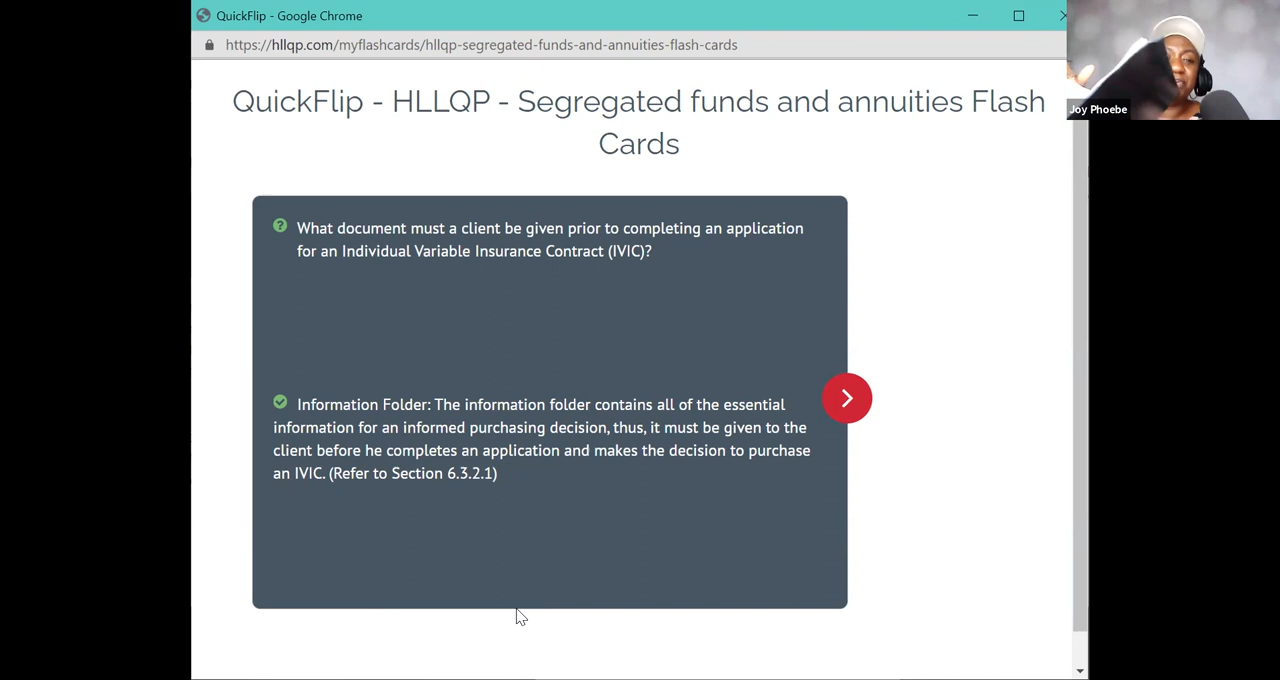 QuickFlip - Google Chrome
https://hllqp.com/myflashcards/hllqp-segregated-funds-and-annuities-flash-cards
Joy Phoebe
QuickFlip - HLLQP - Segregated funds and annuities Flash
Cards
What document must a client be given prior to completing an application
for an Individual Variable Insurance Contract (IVIC)?
Information Folder: The information folder contains all of the essential
information for an informed purchasing decision, thus, it must be given to the
client before he completes an application and makes the decision to purchase
an IVIC. (Refer to Section 6.3.2.1)